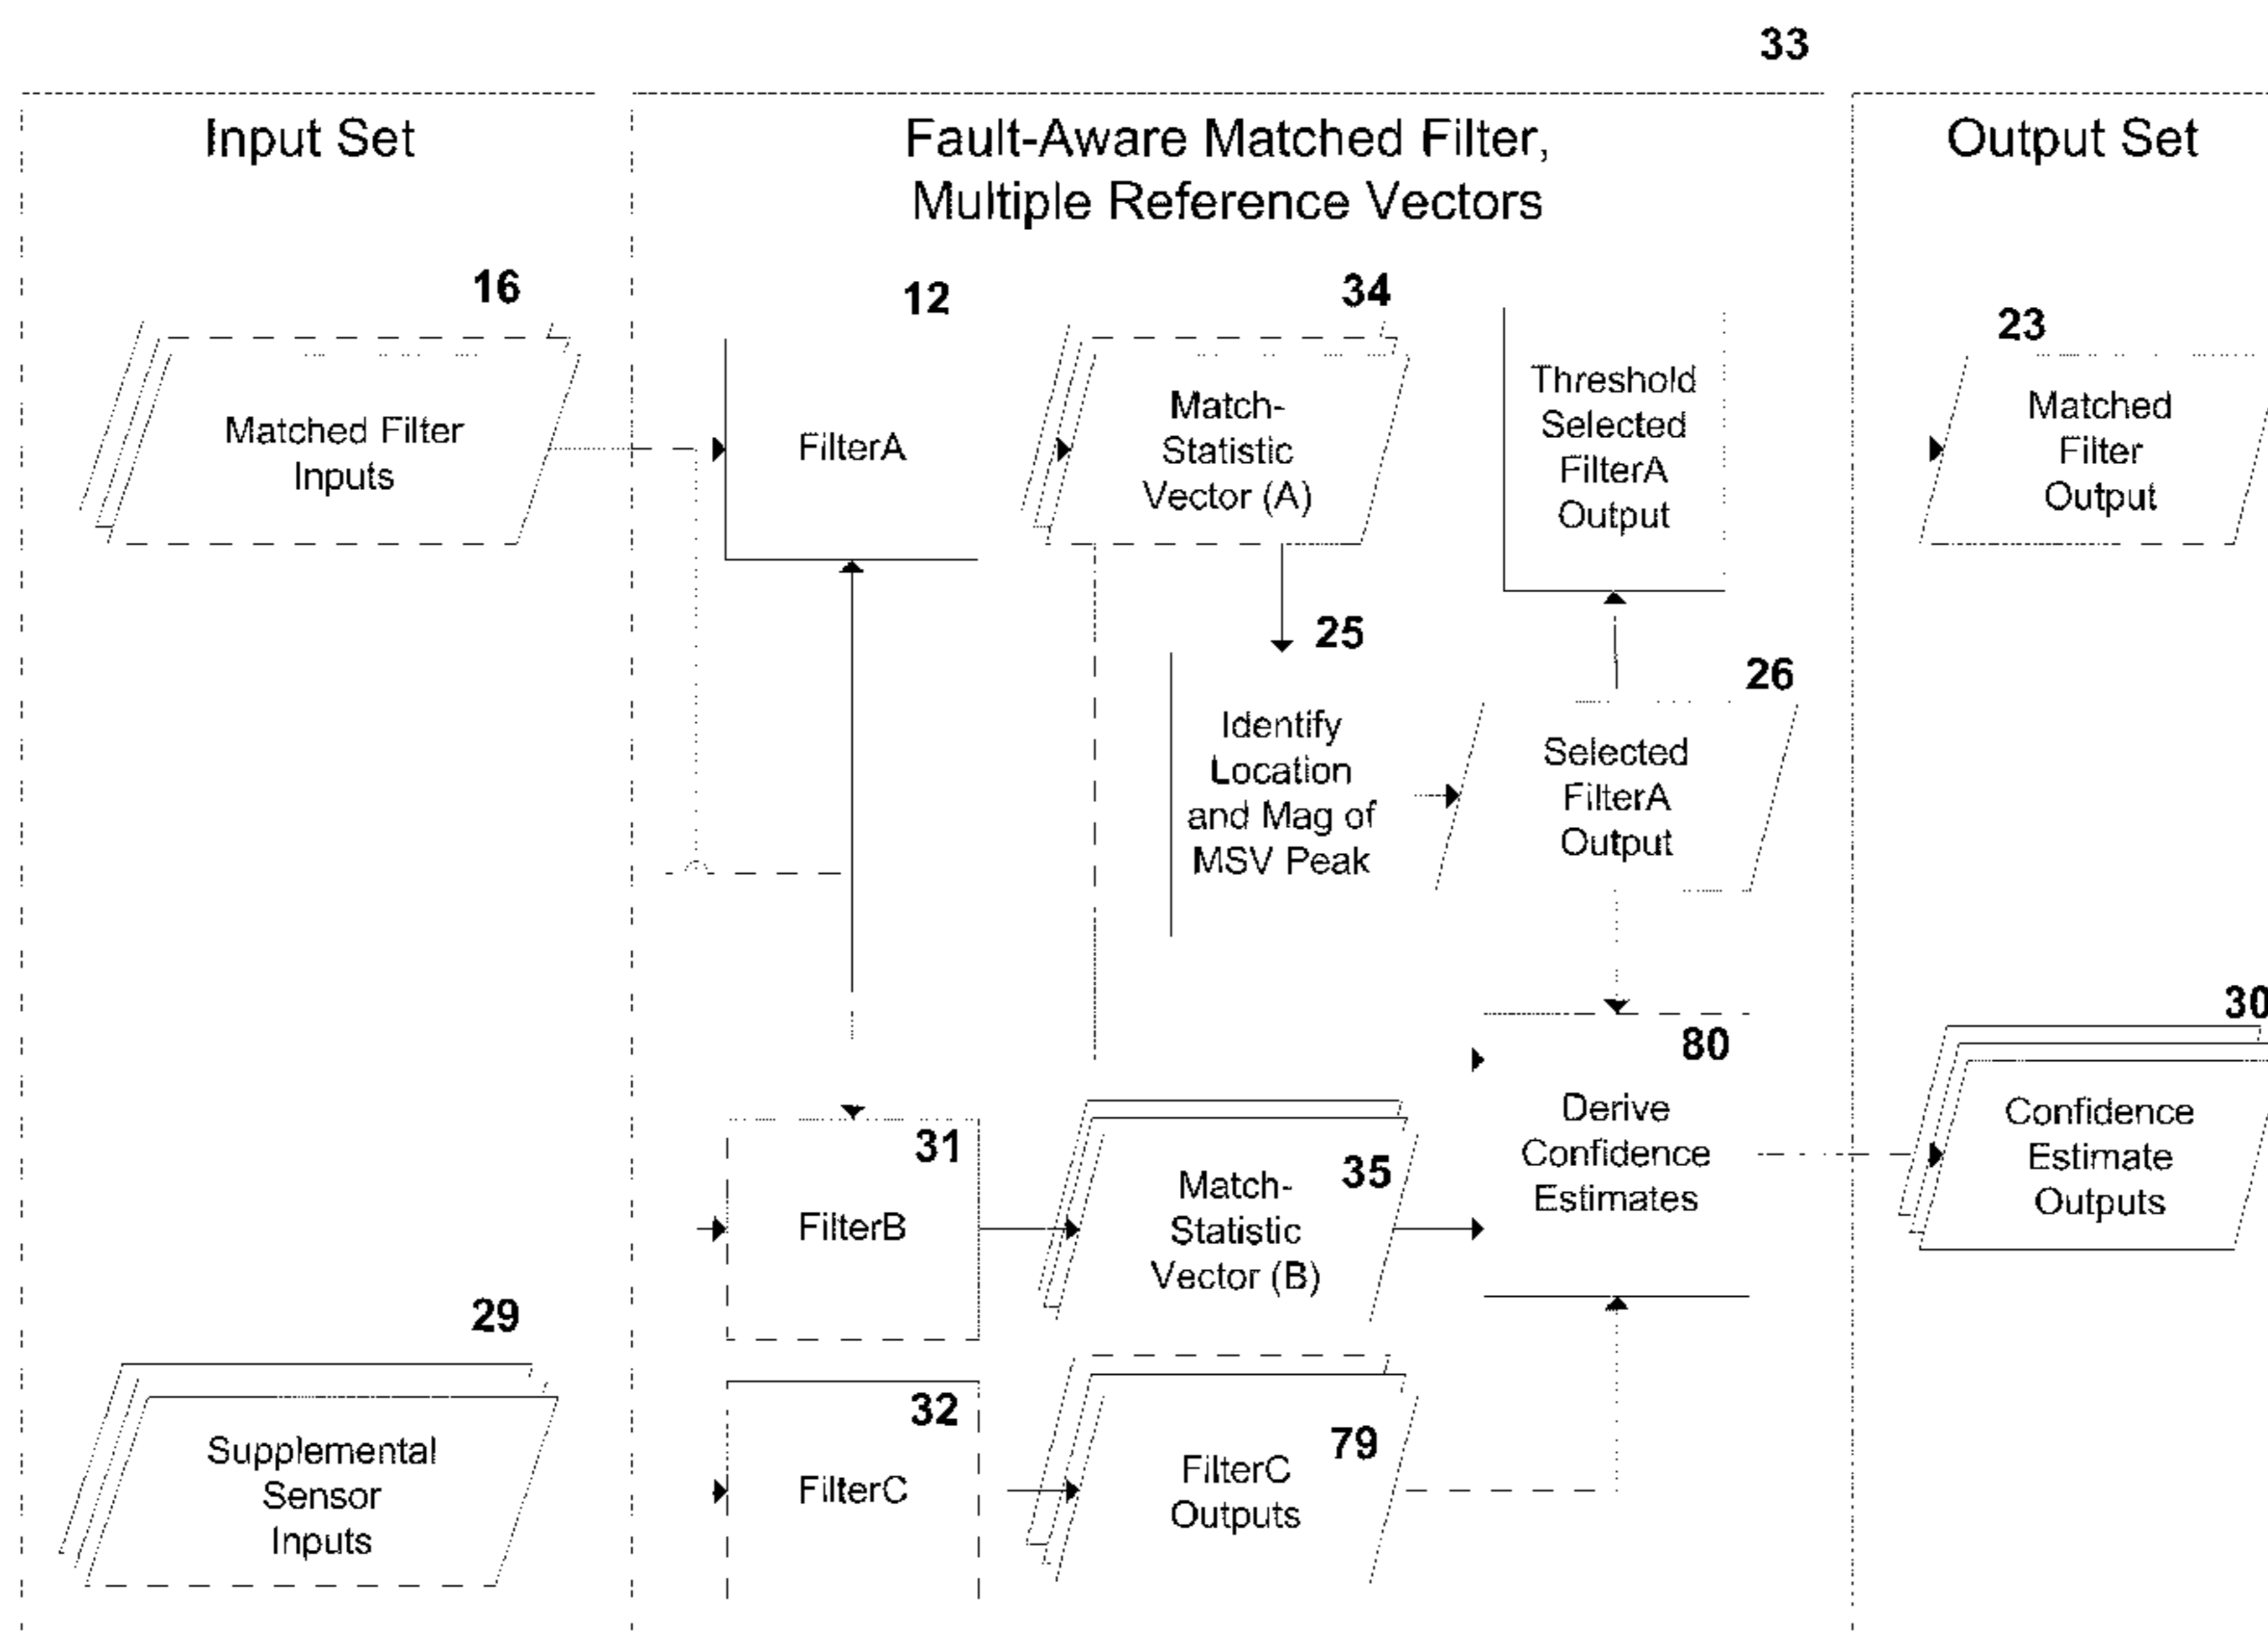 33
Input Set
Fault-Aware Matched Filter,
Multiple Reference Vectors
Output Set
16
Matched Filter
Inputs
12
FilterA
34
Match-
Statistic
Vector (A)
Threshold
Selected
FilterA
Output
23
Matched
Filter
Output
25
Identify
Location
and Mag of
MSV Peak
26
Selected
FilterA
Output
31
FilterB
35
Match-
Statistic
Vector (B)
80
Derive
Confidence
Estimates
30
Confidence
Estimate
Outputs
29
Supplemental
Sensor
Inputs
32
FilterC
79
FilterC
Outputs